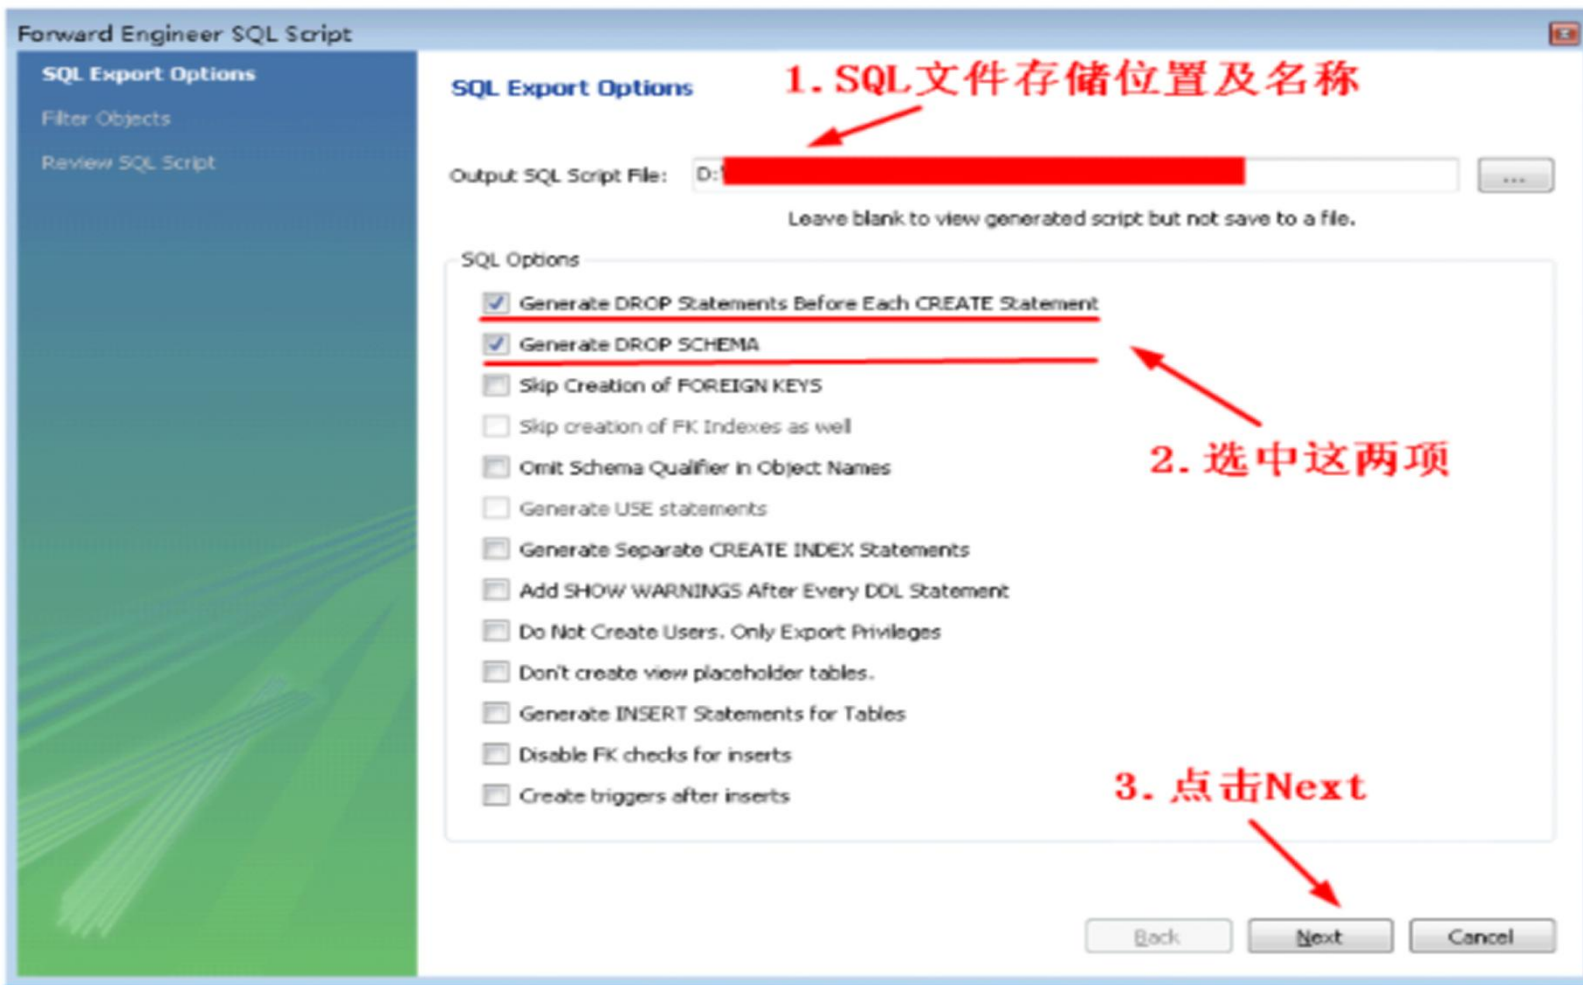 Forward Engineer SQL Script
SQL Export Options
Filter Objects
Review SQL Script
SQL Export Options
1. SQL文件存储位置及名称
Output SQL Script File: D:\
...
Leave blank to view generated script but not save to a file.
SQL Options
Generate DROP Statements Before Each CREATE Statement
Generate DROP SCHEMA
Skip Creation of FOREIGN KEYS
Skip creation of FK Indexes as well
2. 选中这两项
Omit Schema Qualifier in Object Names
Generate USE statements
Generate Separate CREATE INDEX Statements
Add SHOW WARNINGS After Every DDL Statement
Do Not Create Users. Only Export Privileges
Don't create view placeholder tables.
Generate INSERT Statements for Tables
Disable FK checks for inserts
3. 点击Next
Create triggers after inserts
Back Next Cancel